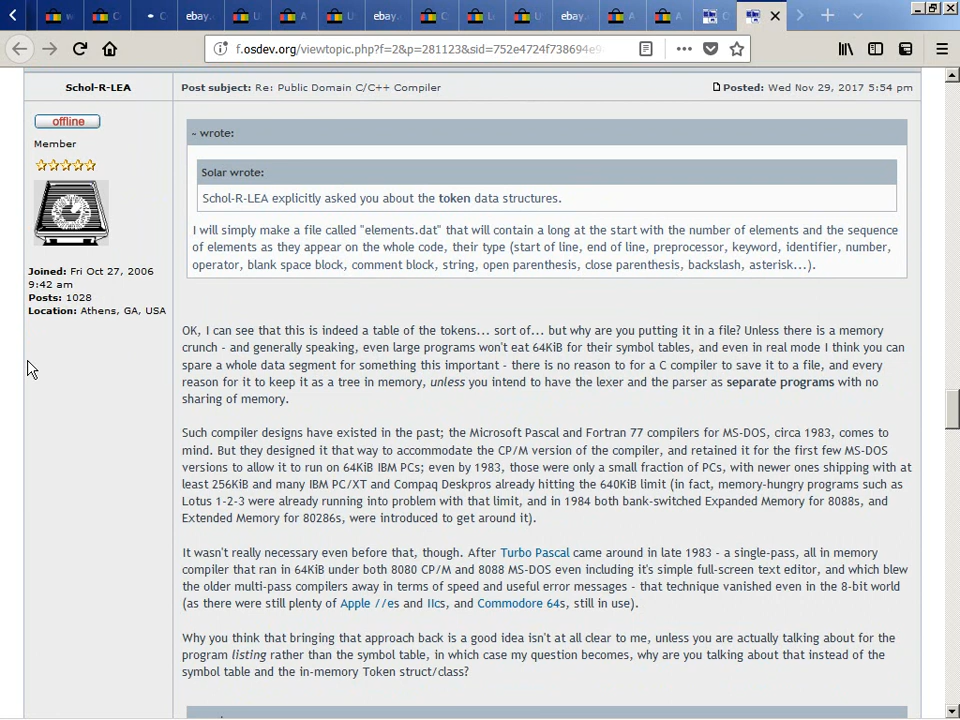 w
C
C
ebay.
U
A
U
ebay.
C
L
U
ebay.
A
A
O
f.osdev.org/viewtopic.php?f=2&p=281123&sid=752e4724f738694e9
Schol-R-LEA
Post subject: Re: Public Domain C/C++ Compiler
Posted: Wed Nov 29, 2017 5:54 pm
offline
Member
Joined: Fri Oct 27, 2006
9:42 am
Posts: 1028
Location: Athens, GA, USA
~ wrote:
Solar wrote:
Schol-R-LEA explicitly asked you about the token data structures.
I will simply make a file called "elements.dat" that will contain a long at the start with the number of elements and the sequence
of elements as they appear on the whole code, their type (start of line, end of line, preprocessor, keyword, identifier, number,
operator, blank space block, comment block, string, open parenthesis, close parenthesis, backslash, asterisk...).
OK, I can see that this is indeed a table of the tokens... sort of... but why are you putting it in a file? Unless there is a memory
crunch - and generally speaking, even large programs won't eat 64KiB for their symbol tables, and even in real mode I think you can
spare a whole data segment for something this important - there is no reason to for a C compiler to save it to a file, and every
reason for it to keep it as a tree in memory, unless you intend to have the lexer and the parser as separate programs with no
sharing of memory.
Such compiler designs have existed in the past; the Microsoft Pascal and Fortran 77 compilers for MS-DOS, circa 1983, comes to
mind. But they designed it that way to accommodate the CP/M version of the compiler, and retained it for the first few MS-DOS
versions to allow it to run on 64KiB IBM PCs; even by 1983, those were only a small fraction of PCs, with newer ones shipping with at
least 256KiB and many IBM PC/XT and Compaq Deskpros already hitting the 640KiB limit (in fact, memory-hungry programs such as
Lotus 1-2-3 were already running into problem with that limit, and in 1984 both bank-switched Expanded Memory for 8088s, and
Extended Memory for 80286s, were introduced to get around it).
It wasn't really necessary even before that, though. After Turbo Pascal came around in late 1983 - a single-pass, all in memory
compiler that ran in 64KiB under both 8080 CP/M and 8088 MS-DOS even including it's simple full-screen text editor, and which blew
the older multi-pass compilers away in terms of speed and useful error messages - that technique vanished even in the 8-bit world
(as there were still plenty of Apple //es and IIcs, and Commodore 64s, still in use).
Why you think that bringing that approach back is a good idea isn't at all clear to me, unless you are actually talking about for the
program listing rather than the symbol table, in which case my question becomes, why are you talking about that instead of the
symbol table and the in-memory Token struct/class?